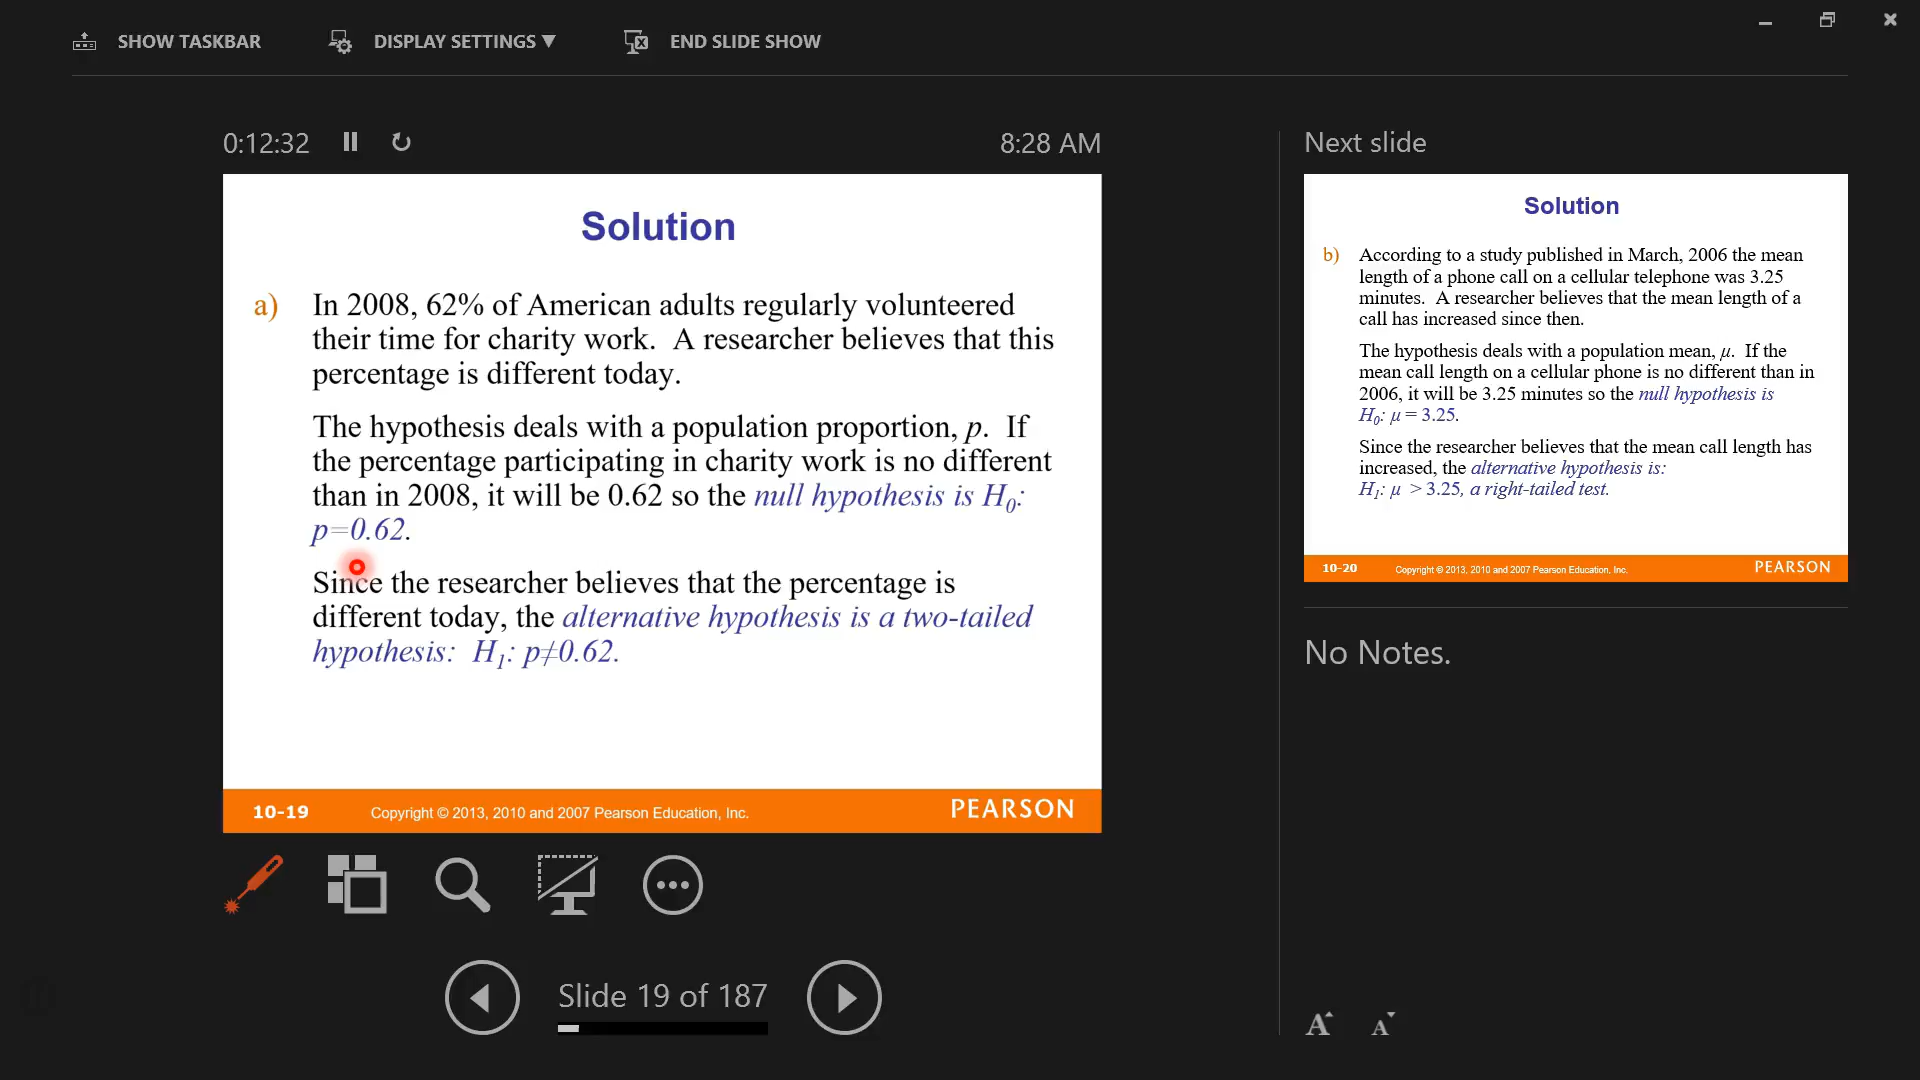 SHOW TASKBAR
DISPLAY SETTINGS ▼
END SLIDE SHOW
0:12:32
8:28 AM
Solution
a) In 2008, 62% of American adults regularly volunteered
their time for charity work. A researcher believes that this
percentage is different today.
The hypothesis deals with a population proportion, p. If
the percentage participating in charity work is no different
than in 2008, it will be 0.62 so the null hypothesis is H₀:
p=0.62.
Since the researcher believes that the percentage is
different today, the alternative hypothesis is a two-tailed
hypothesis: H₁: p≠0.62.
10-19
Copyright © 2013, 2010 and 2007 Pearson Education, Inc.
PEARSON
Slide 19 of 187
Next slide
Solution
b) According to a study published in March, 2006 the mean
length of a phone call on a cellular telephone was 3.25
minutes. A researcher believes that the mean length of a
call has increased since then.
The hypothesis deals with a population mean, μ. If the
mean call length on a cellular phone is no different than in
2006, it will be 3.25 minutes so the null hypothesis is
H₀: μ = 3.25.
Since the researcher believes that the mean call length has
increased, the alternative hypothesis is:
H₁: μ > 3.25, a right-tailed test.
10-20
Copyright © 2013, 2010 and 2007 Pearson Education, Inc.
PEARSON
No Notes.
A A